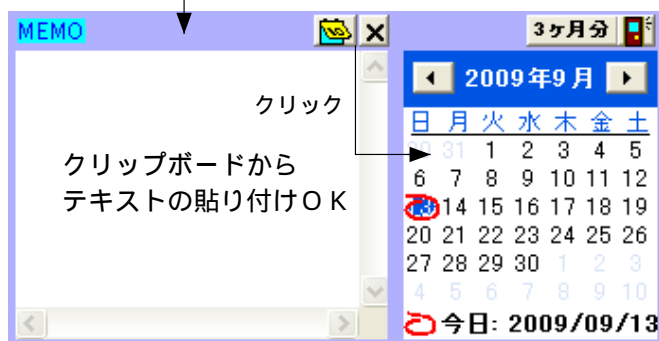 MEMO
クリック
クリップボードから
テキストの貼り付けＯＫ
3ヶ月分
2009年9月
日 月 火 水 木 金 土
30 31 1 2 3 4 5
6 7 8 9 10 11 12
13 14 15 16 17 18 19
20 21 22 23 24 25 26
27 28 29 30 1 2 3
4 5 6 7 8 9 10
今日: 2009/09/13